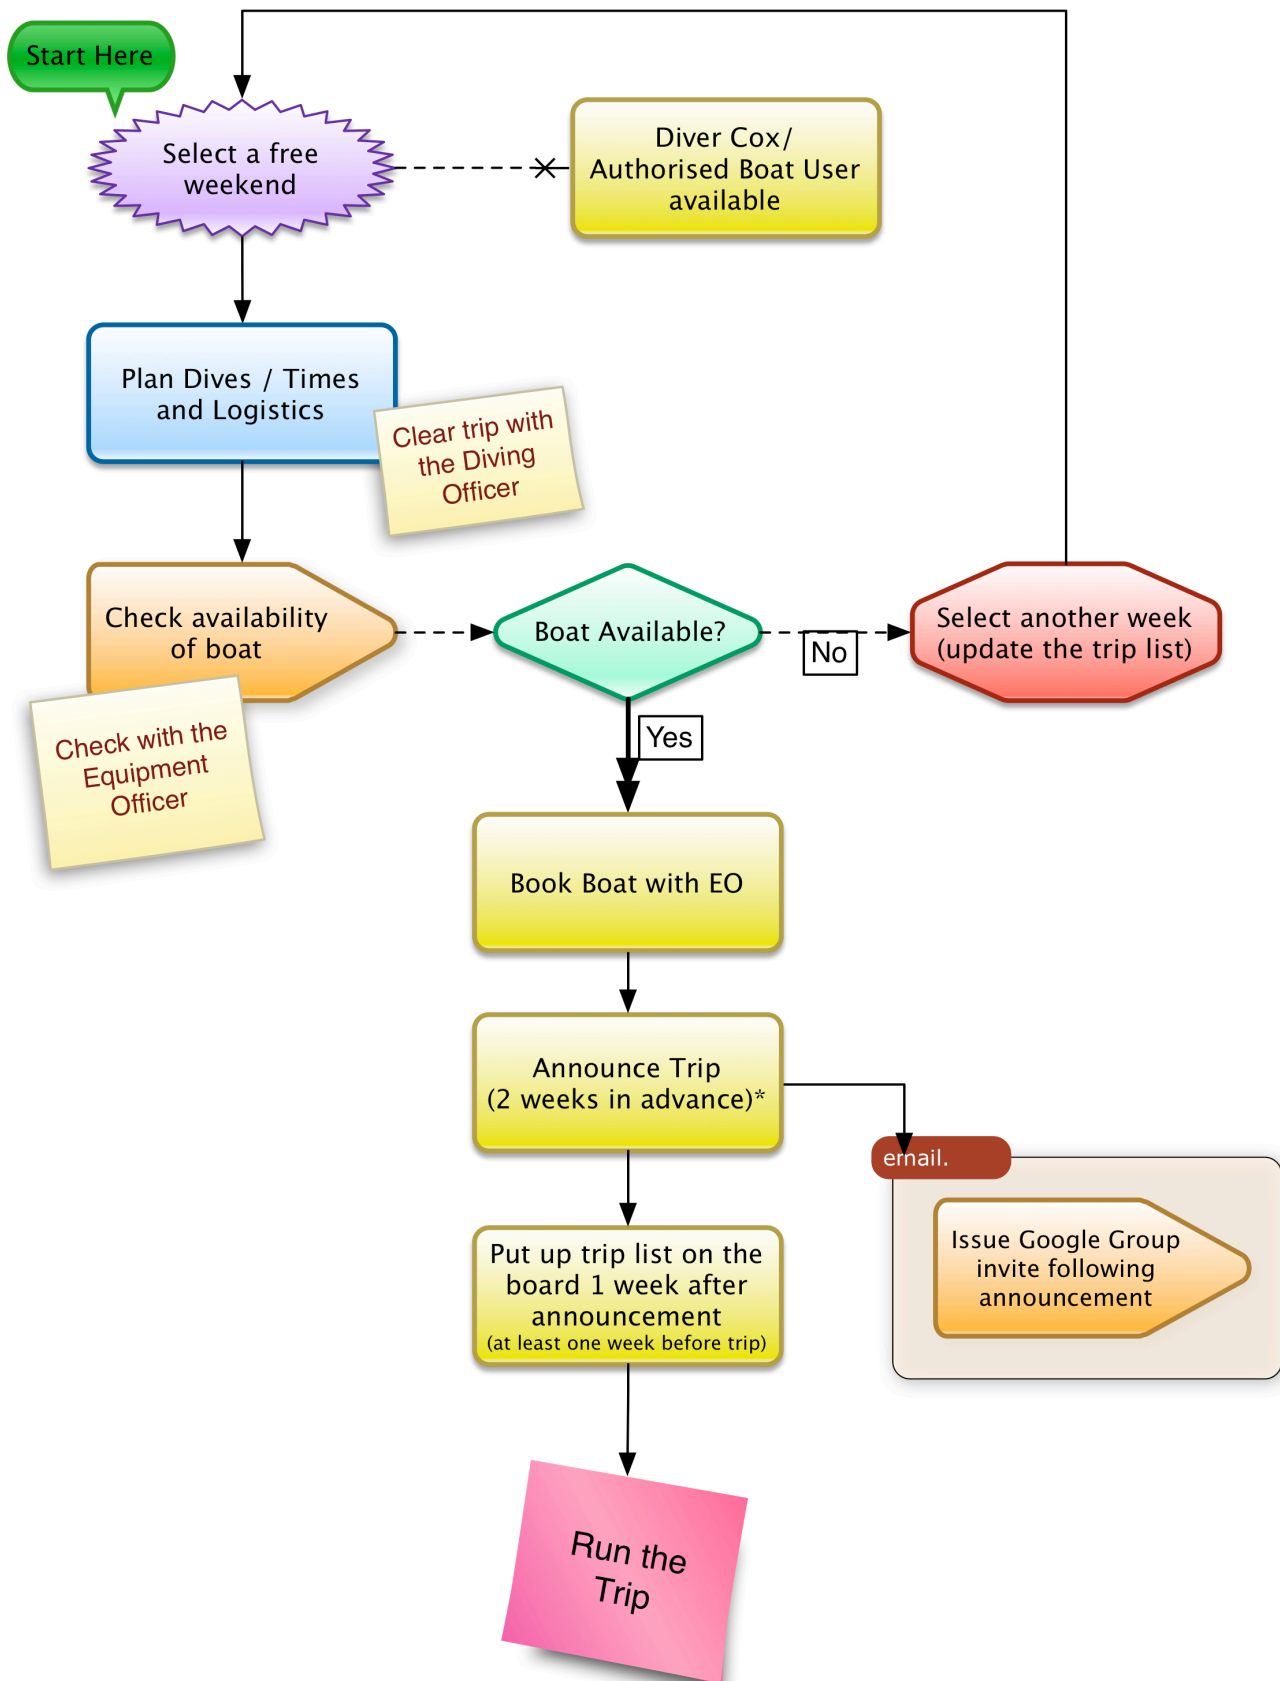 Start Here
Select a free
weekend
Diver Cox/
Authorised Boat User
available
Plan Dives / Times
and Logistics
Clear trip with
the Diving
Officer
Check availability
of boat
Check with the
Equipment
Officer
Boat Available?
No
Select another week
(update the trip list)
Yes
Book Boat with EO
Announce Trip
(2 weeks in advance)*
email.
Issue Google Group
invite following
announcement
Put up trip list on the
board 1 week after
announcement
(at least one week before trip)
Run the
Trip